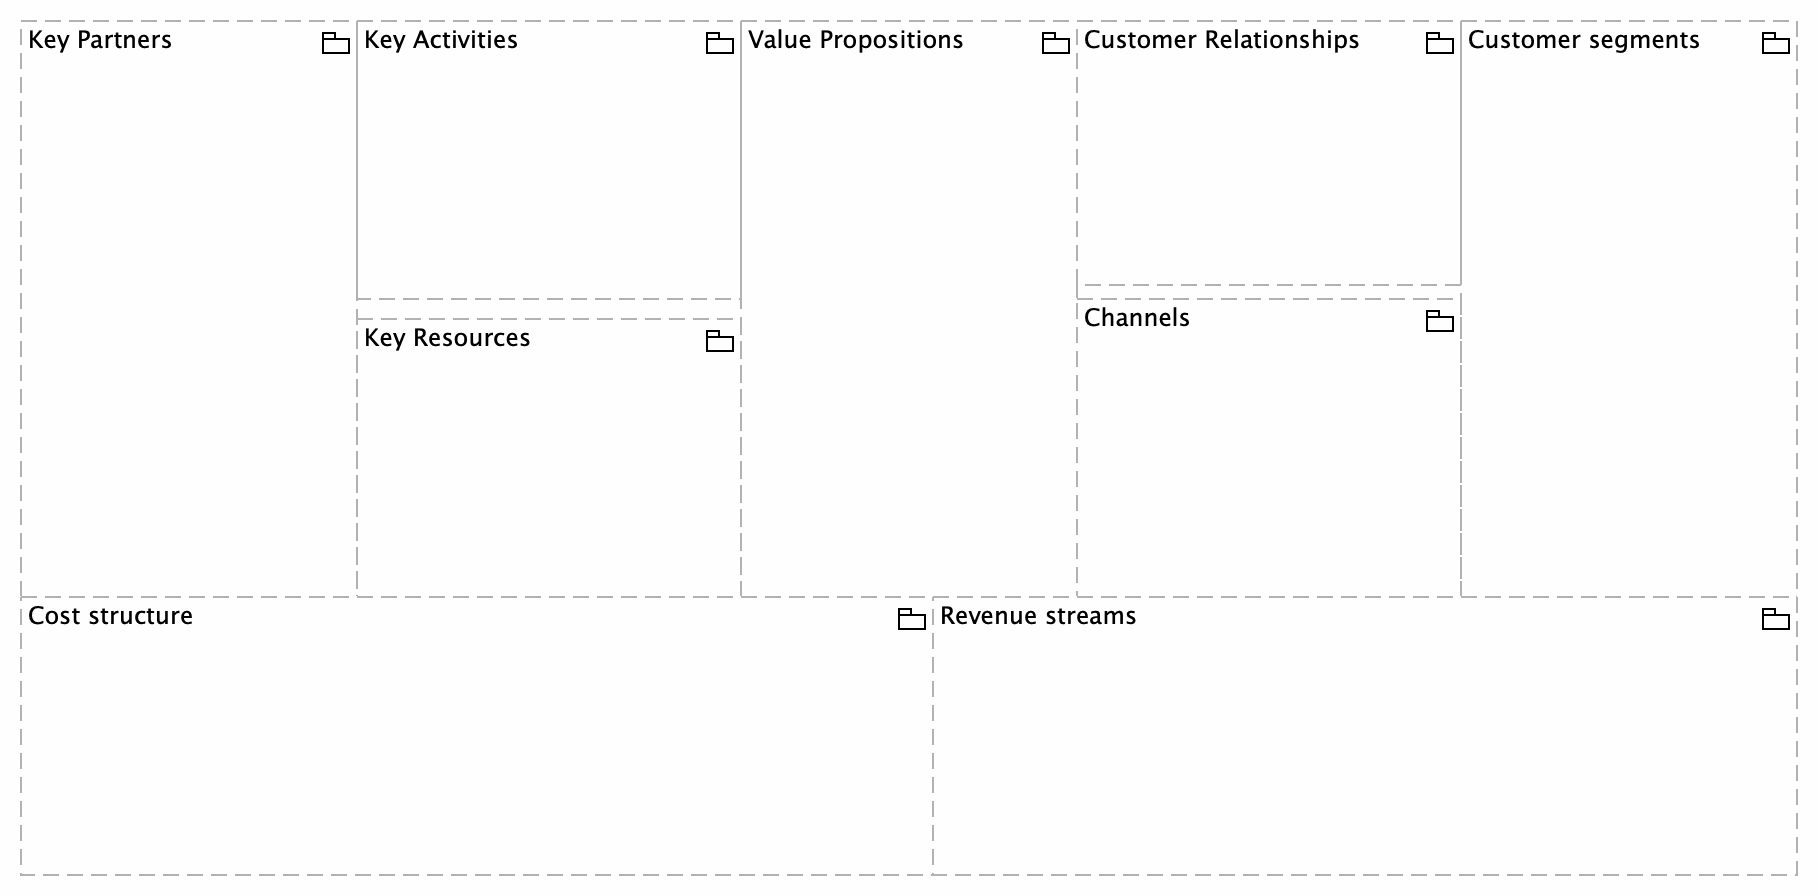 Key Partners
Key Activities
Value Propositions
Customer Relationships
Customer segments
Key Resources
Channels
Cost structure
Revenue streams